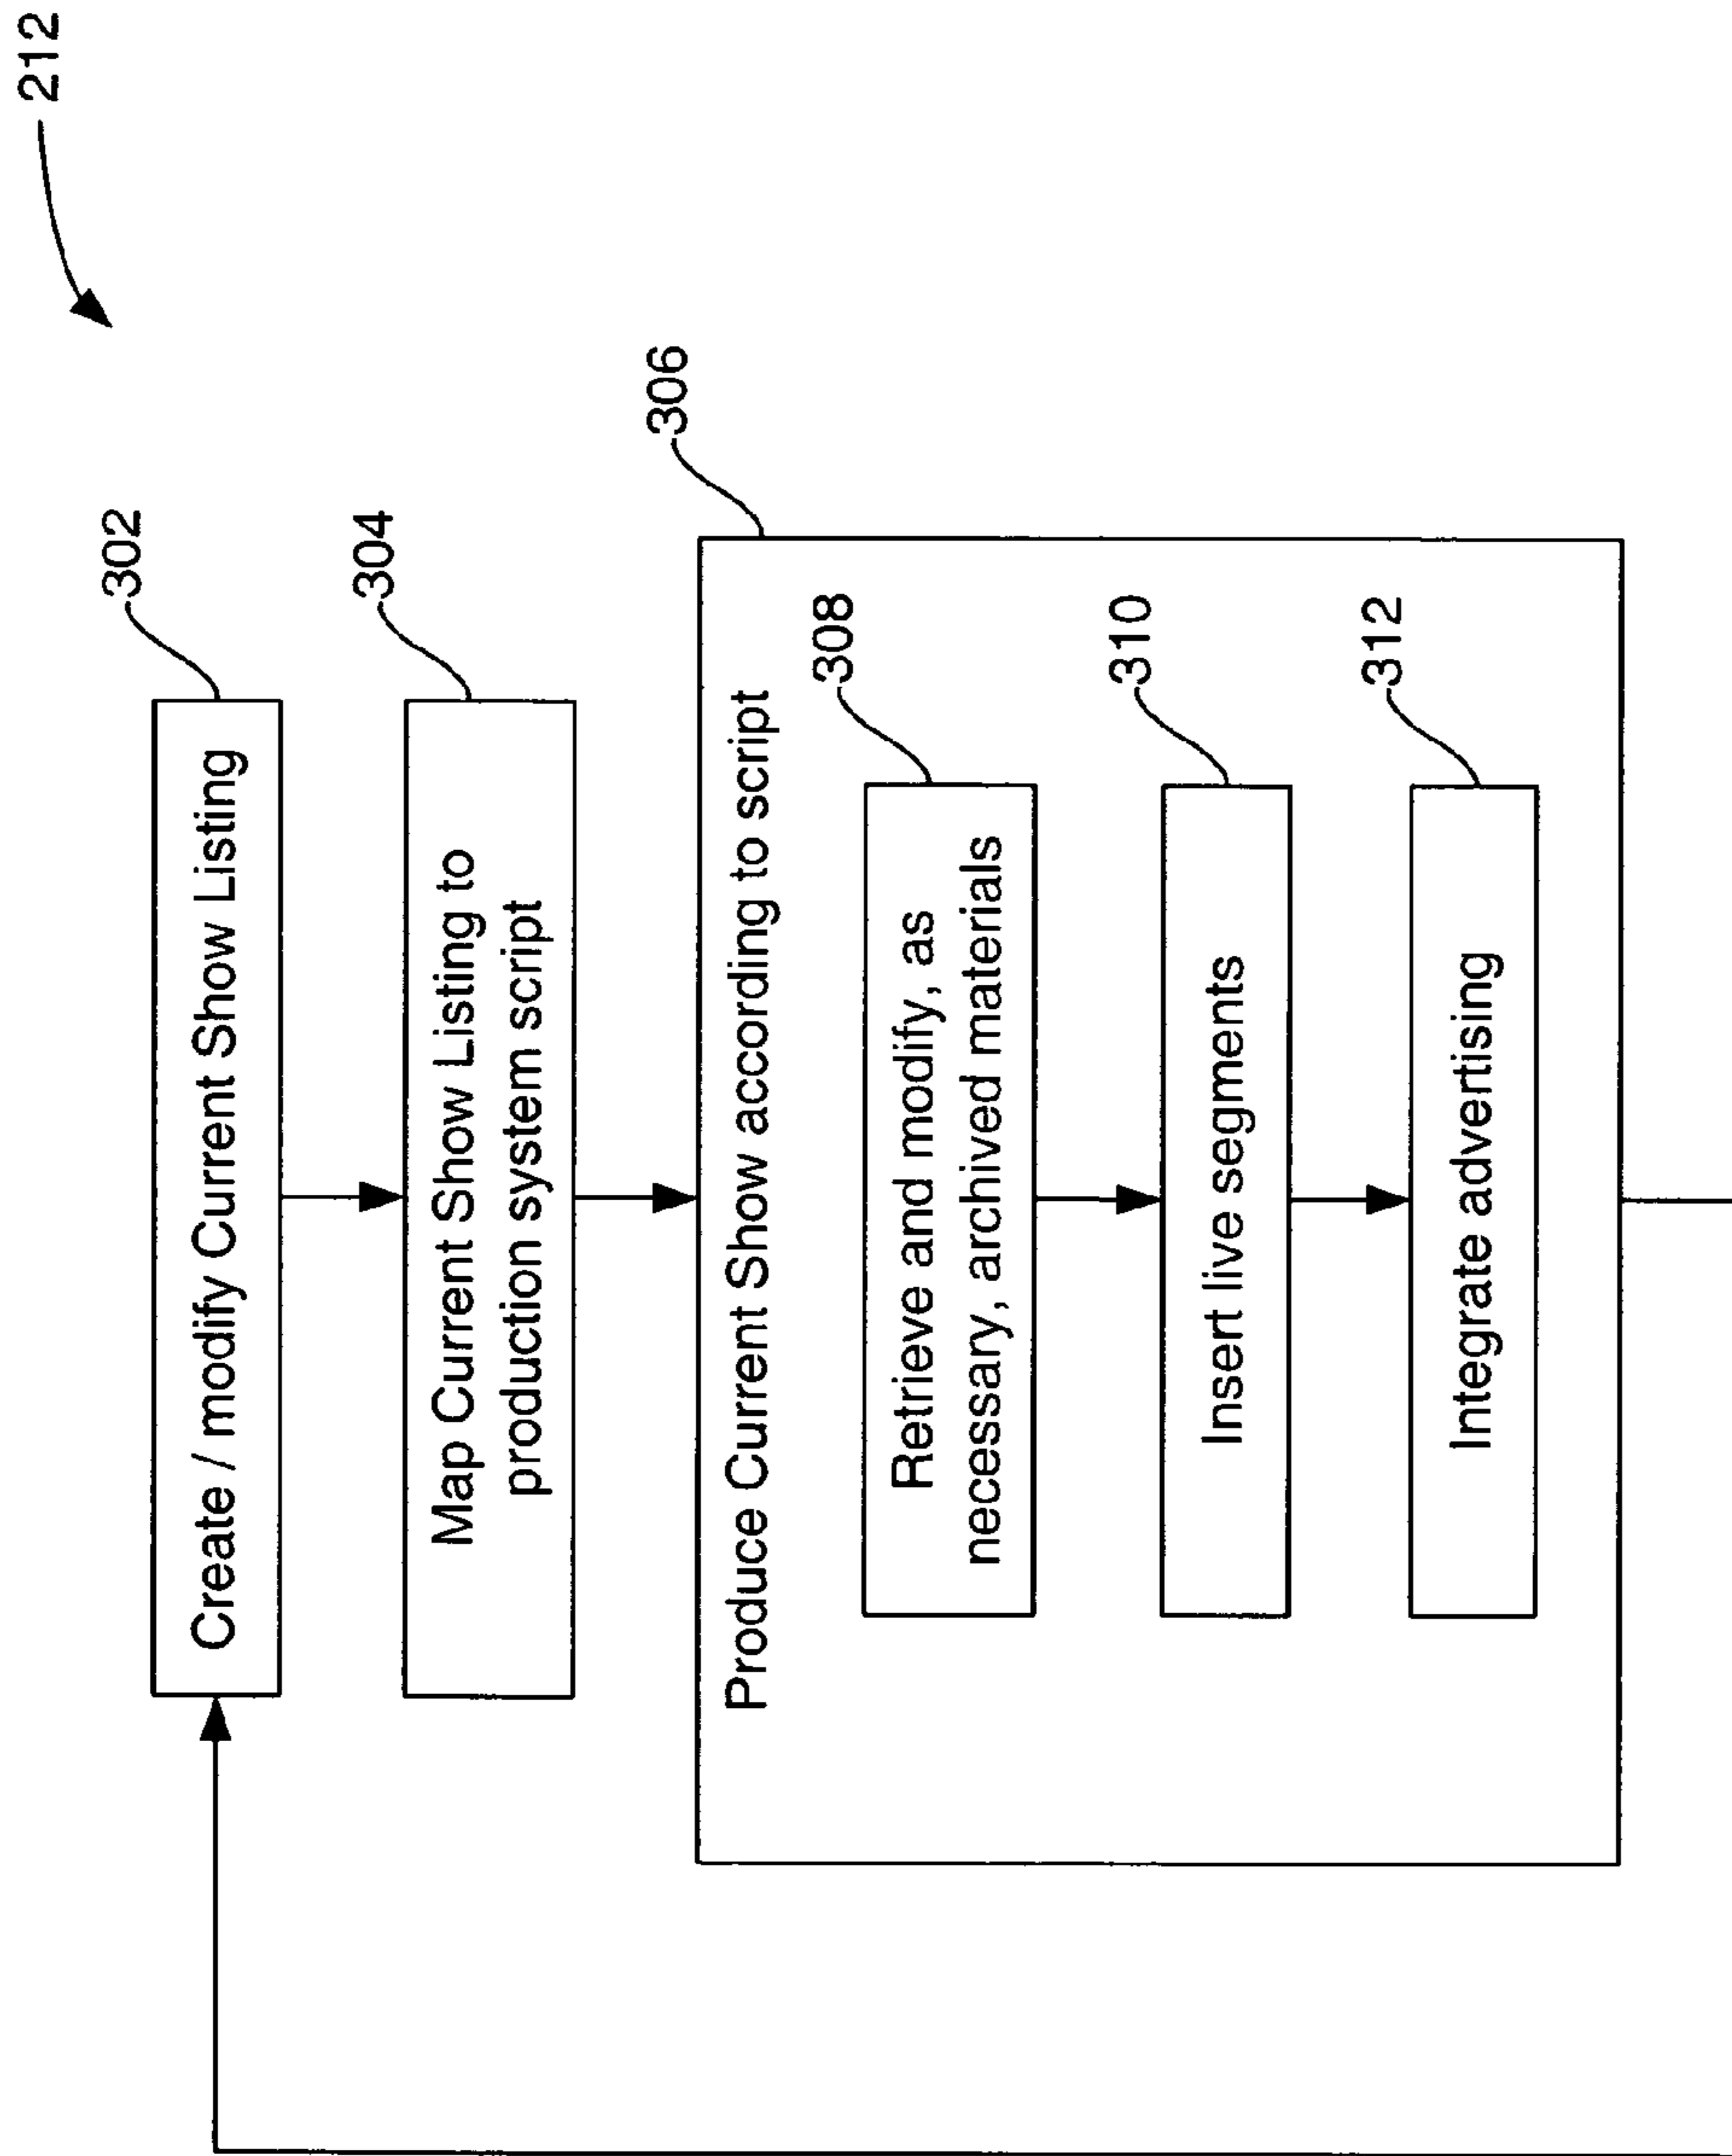 212
302
Create / modify Current Show Listing
304
Map Current Show Listing to
production system script
306
Produce Current Show according to script
308
Retrieve and modify, as
necessary, archived materials
310
Insert live segments
312
Integrate advertising